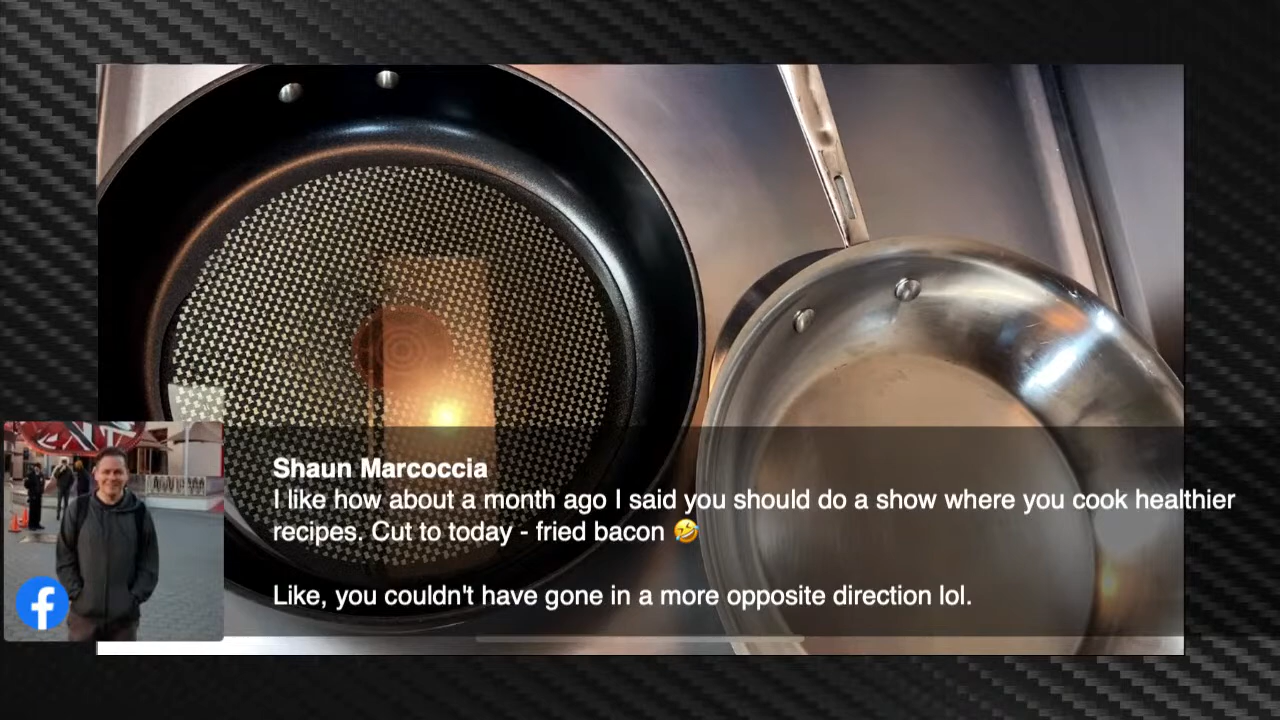 Shaun Marcoccia
I like how about a month ago I said you should do a show where you cook healthier
recipes. Cut to today - fried bacon 🤣
Like, you couldn't have gone in a more opposite direction lol.